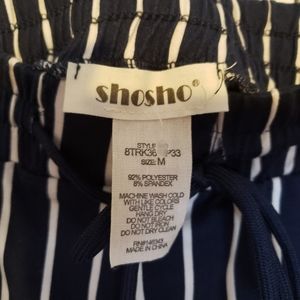 shosho®
STYLE
SIZE: M
92% POLYESTER
8% SPANDEX
MACHINE WASH COLD
WITH LIKE COLORS
GENTLE CYCLE
HANG DRY
DO NOT BLEACH
DO NOT IRON
DO NOT DRY CLEAN
MADE IN CHINA